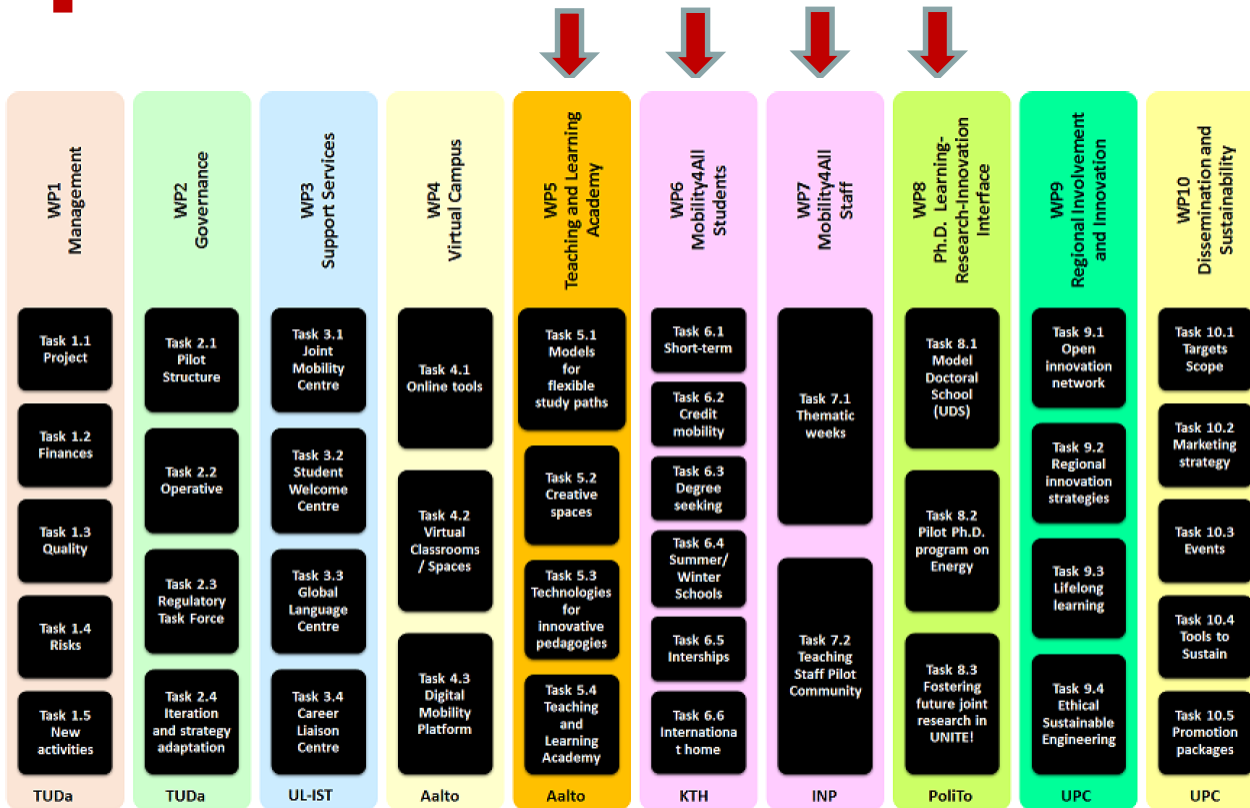 WP1
Management
Task 1.1
Project
Task 1.2
Finances
Task 1.3
Quality
Task 1.4
Risks
Task 1.5
New
activities
TUDa
WP2
Governance
Task 2.1
Pilot
Structure
Task 2.2
Operative
Task 2.3
Regulatory
Task Force
Task 2.4
Iteration
and strategy
adaptation
TUDa
WP3
Support Services
Task 3.1
Joint
Mobility
Centre
Task 3.2
Student
Welcome
Centre
Task 3.3
Global
Language
Centre
Task 3.4
Career
Liaison
Centre
UL-IST
WP4
Virtual Campus
Task 4.1
Online tools
Task 4.2
Virtual
Classrooms
/ Spaces
Task 4.3
Digital
Mobility
Platform
Aalto
WP5
Teaching and Learning
Academy
Task 5.1
Models
for
flexible
study paths
Task 5.2
Creative
spaces
Task 5.3
Technologies
for
innovative
pedagogies
Task 5.4
Teaching
and
Learning
Academy
Aalto
WP6
Mobility4All
Students
Task 6.1
Short-term
Task 6.2
Credit
mobility
Task 6.3
Degree
seeking
Task 6.4
Summer/
Winter
Schools
Task 6.5
Interships
Task 6.6
Internationa
t home
KTH
WP7
Mobility4All
Staff
Task 7.1
Thematic
weeks
Task 7.2
Teaching
Staff Pilot
Community
INP
WP8
Ph.D. Learning-
Research-Innovation
Interface
Task 8.1
Model
Doctoral
School
(UDS)
Task 8.2
Pilot Ph.D.
program on
Energy
Task 8.3
Fostering
future joint
research in
UNITE!
PoliTo
WP9
Regional Involvement
and Innovation
Task 9.1
Open
innovation
network
Task 9.2
Regional
innovation
strategies
Task 9.3
Lifelong
learning
Task 9.4
Ethical
Sustainable
Engineering
UPC
WP10
Dissemination and
Sustainability
Task 10.1
Targets
Scope
Task 10.2
Marketing
strategy
Task 10.3
Events
Task 10.4
Tools to
Sustain
Task 10.5
Promotion
packages
UPC